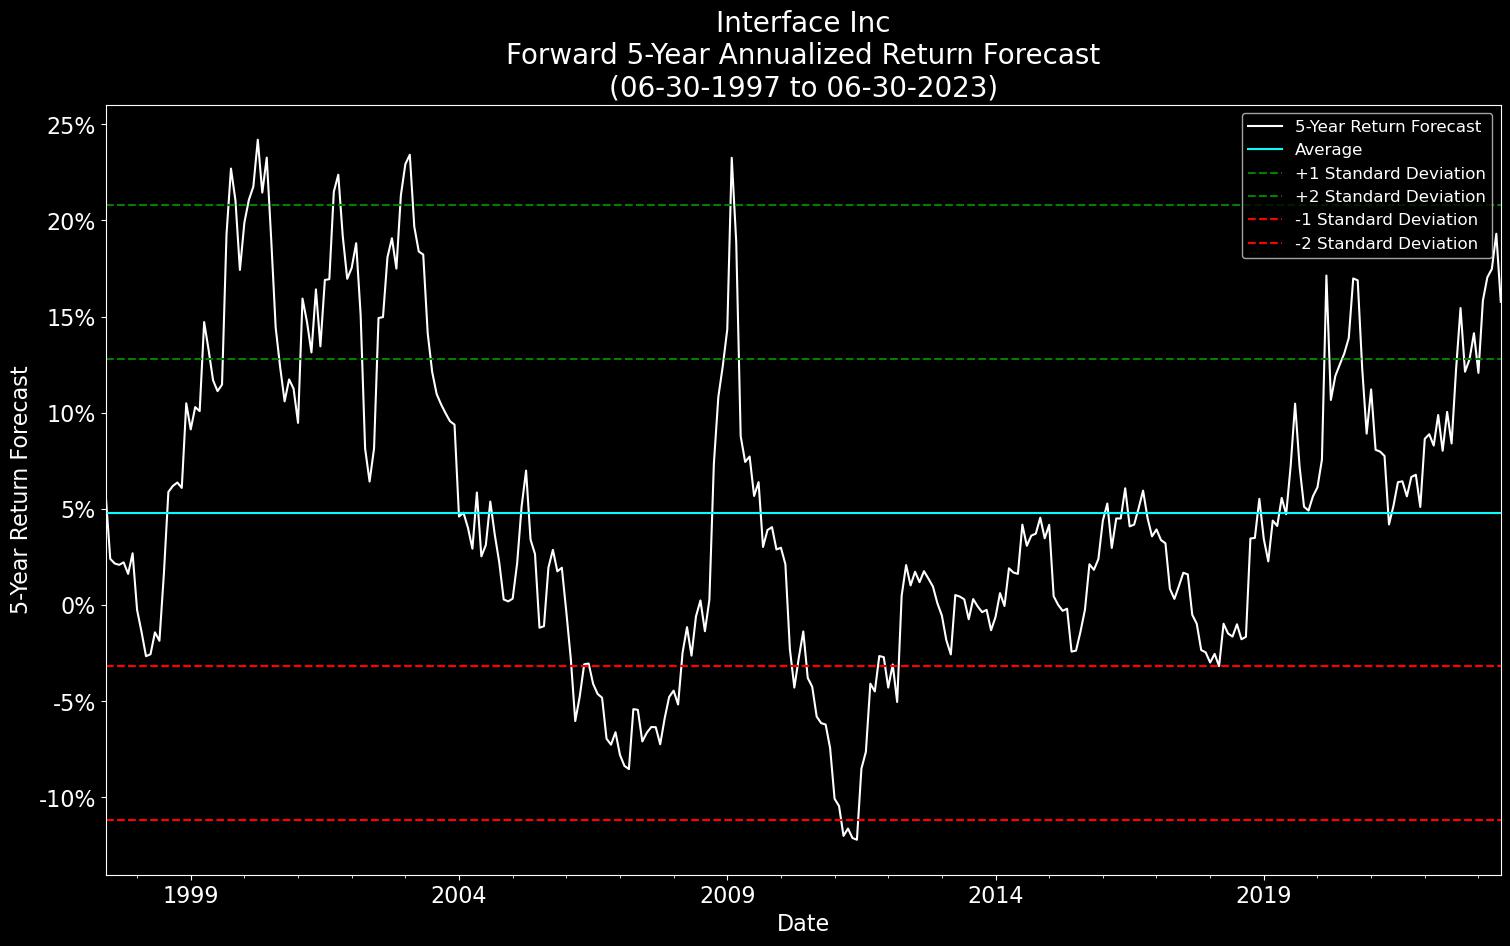 Interface Inc
Forward 5-Year Annualized Return Forecast
(06-30-1997 to 06-30-2023)
5-Year Return Forecast
25%
20%
15%
10%
5%
0%
-5%
-10%
5-Year Return Forecast
Average
+1 Standard Deviation
+2 Standard Deviation
-1 Standard Deviation
-2 Standard Deviation
1999 2004 2009 2014 2019
Date